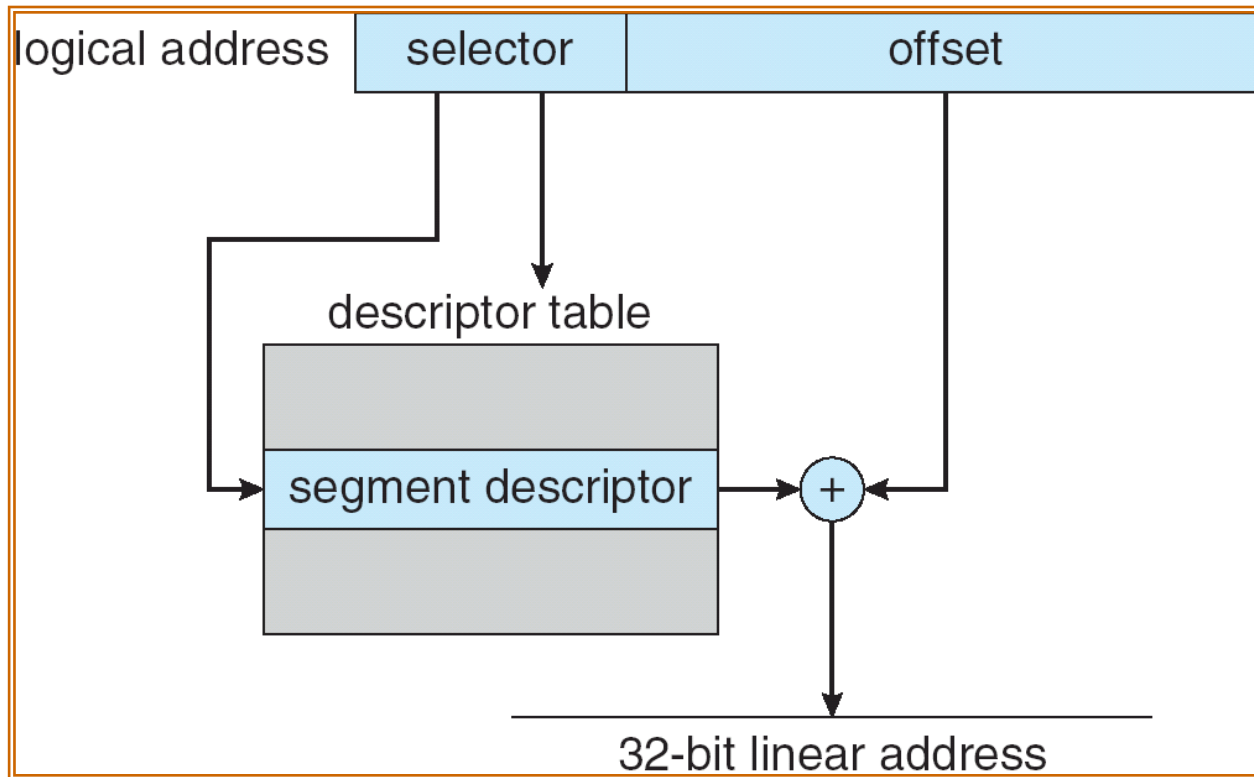 logical address selector offset
descriptor table
segment descriptor +
32-bit linear address